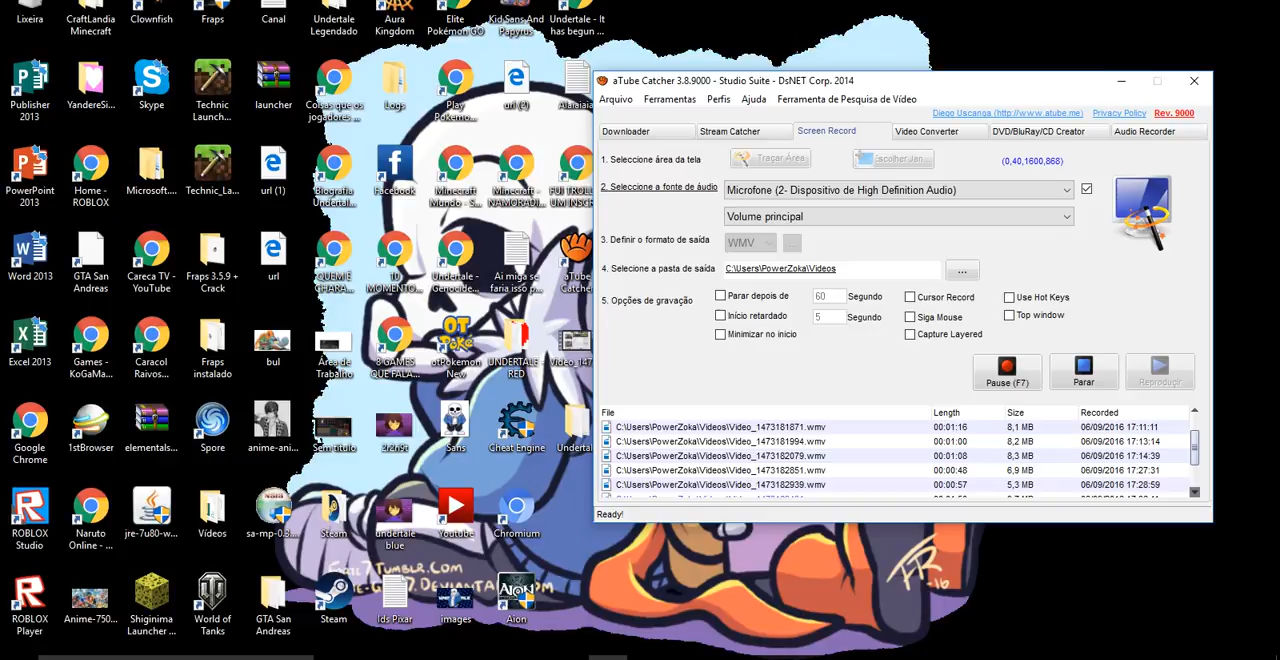 Lixeira
CraftLandia
Minecraft
Clownfish
Fraps
Canal
Undertale
Legendado
Aura
Kingdom
Elite
Pokémon GO
Kid Sans And
Papyrus
Undertale - It
has begun ...
Publisher
2013
YandereSi...
Skype
Technic
Launch...
launcher
Coisas que os
jogadores ...
Logs
Play
Pokemo...
url (2)
Alaiaiaia
PowerPoint
2013
Home -
ROBLOX
Microsoft....
Technic_La...
url (1)
Biografia
Undertal...
Facebook
Minecraft
Mundo - S...
Minecraft -
NAMORADI...
FUI TROLL
UM INSCR
Word 2013
GTA San
Andreas
Careca TV -
YouTube
Fraps 3.5.9 +
Crack
url
QUEM É
CHARA...
10
MOMENTO...
Undertale -
Genocide...
Ai miga se
faria isso p...
aTube
Catcher
Excel 2013
Games -
KoGaMa...
Caracol
Raivos...
Fraps
instalado
bul
Área de
Trabalho
8 GAMES
QUE FALA...
otPokemon
New
UNDERTALE -
RED
Video_147
Google
Chrome
1stBrowser
elementals...
Spore
anime-ani...
Sem título
2r2n9t
Sans
Cheat Engine
Undertal
ROBLOX
Studio
Naruto
Online - ...
jre-7u80-w...
Vídeos
sa-mp-0.3...
Steam
undertale
blue
Youtube
Chromium
ROBLOX
Player
Anime-750...
Shiginima
Launcher ...
World of
Tanks
GTA San
Andreas
Steam
Ids Pixar
images
Aion
aTube Catcher 3.8.9000 - Studio Suite - DsNET Corp. 2014
Arquivo Ferramentas Perfis Ajuda Ferramenta de Pesquisa de Vídeo
Diego Uscanga (http://www.atube.me) Privacy Policy Rev. 9000
Downloader Stream Catcher Screen Record Video Converter DVD/BluRay/CD Creator Audio Recorder
1. Seleccione área da tela Traçar Área Escolher Jan (0,40,1600,868)
2. Seleccione a fonte de áudio Microfone (2- Dispositivo de High Definition Audio)
Volume principal
3. Definir o formato de saída WMV ...
4. Selecione a pasta de saída C:\Users\PowerZoka\Videos ...
5. Opções de gravação Parar depois de 60 Segundo Cursor Record Use Hot Keys
Início retardado 5 Segundo Siga Mouse Top window
Minimizar no inicio Capture Layered
Pause (F7) Parar Reproducir
File Length Size Recorded
C:\Users\PowerZoka\Videos\Video_1473181871.wmv 00:01:16 8,1 MB 06/09/2016 17:11:11
C:\Users\PowerZoka\Videos\Video_1473181994.wmv 00:01:00 8,2 MB 06/09/2016 17:13:14
C:\Users\PowerZoka\Videos\Video_1473182079.wmv 00:01:08 8,3 MB 06/09/2016 17:14:39
C:\Users\PowerZoka\Videos\Video_1473182851.wmv 00:00:48 6,9 MB 06/09/2016 17:27:31
C:\Users\PowerZoka\Videos\Video_1473182939.wmv 00:00:57 5,3 MB 06/09/2016 17:28:59
Ready!